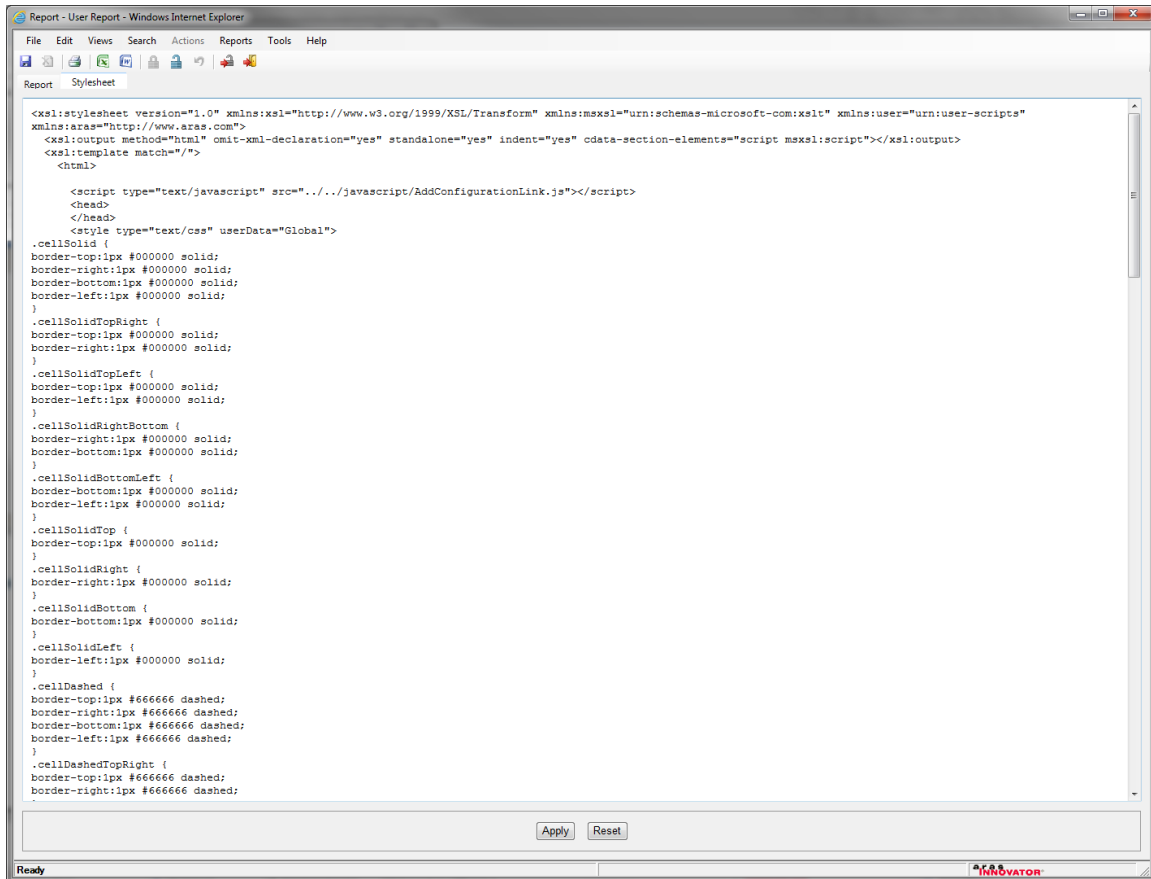 Report - User Report - Windows Internet Explorer
File Edit Views Search Actions Reports Tools Help
Report Stylesheet
<xsl:stylesheet version="1.0" xmlns:xsl="http://www.w3.org/1999/XSL/Transform" xmlns:msxsl="urn:schemas-microsoft-com:xslt" xmlns:user="urn:user-scripts"
xmlns:aras="http://www.aras.com">
<xsl:output method="html" omit-xml-declaration="yes" standalone="yes" indent="yes" cdata-section-elements="script msxsl:script"></xsl:output>
<xsl:template match="/">
<html>
<script type="text/javascript" src="../../javascript/AddConfigurationLink.js"></script>
<head>
</head>
<style type="text/css" userData="Global">
.cellSolid {
border-top:1px #000000 solid;
border-right:1px #000000 solid;
border-bottom:1px #000000 solid;
border-left:1px #000000 solid;
}
.cellSolidTopRight {
border-top:1px #000000 solid;
border-right:1px #000000 solid;
}
.cellSolidTopLeft {
border-top:1px #000000 solid;
border-left:1px #000000 solid;
}
.cellSolidRightBottom {
border-right:1px #000000 solid;
border-bottom:1px #000000 solid;
}
.cellSolidBottomLeft {
border-bottom:1px #000000 solid;
border-left:1px #000000 solid;
}
.cellSolidTop {
border-top:1px #000000 solid;
}
.cellSolidRight {
border-right:1px #000000 solid;
}
.cellSolidBottom {
border-bottom:1px #000000 solid;
}
.cellSolidLeft {
border-left:1px #000000 solid;
}
.cellDashed {
border-top:1px #666666 dashed;
border-right:1px #666666 dashed;
border-bottom:1px #666666 dashed;
border-left:1px #666666 dashed;
}
.cellDashedTopRight {
border-top:1px #666666 dashed;
border-right:1px #666666 dashed;
Apply Reset
Ready
aras
INNOVATOR